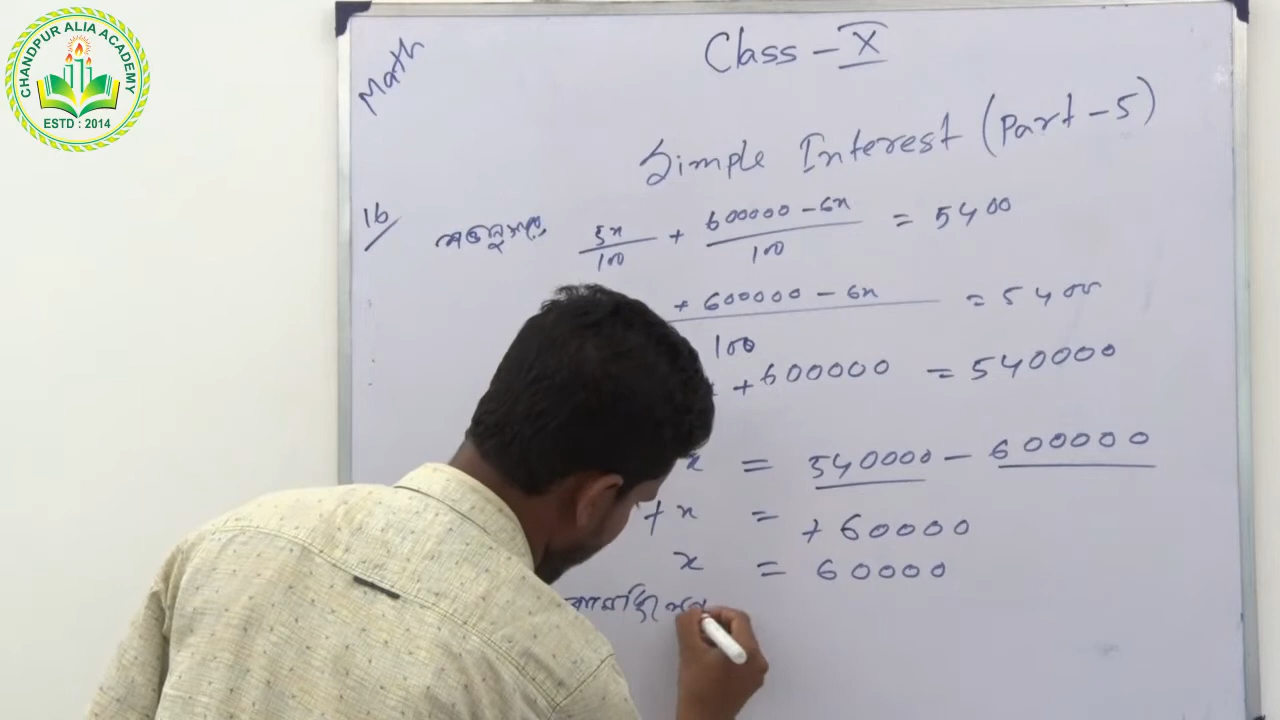 CHANDPUR ALIA ACADEMY
ESTD : 2014
Math
Class - X
Simple Interest (Part - 5)
16
শর্তানুসারে, 5x/100 + 600000 - 6x/100 = 5400
+ 600000 - 6x/100 = 5400
+ 600000 = 540000
x = 540000 - 600000
+ x = + 60000
x = 60000